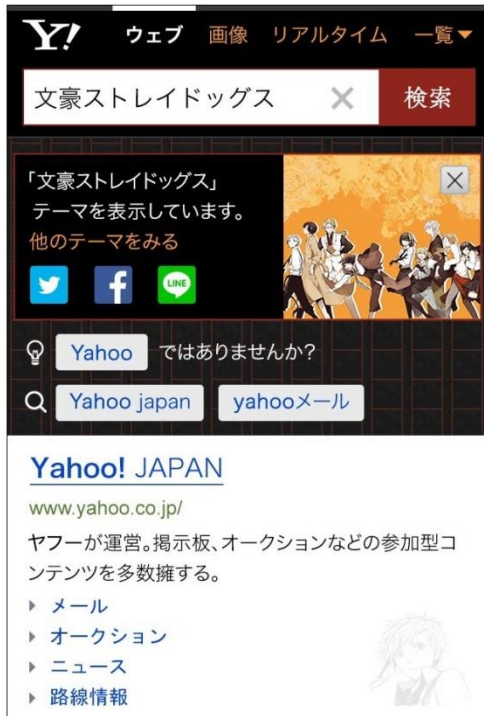 Y!
ウェブ 画像 リアルタイム 一覧▼
文豪ストレイドッグス × 検索
「文豪ストレイドッグス」
テーマを表示しています。
他のテーマをみる
LINE
Yahoo ではありませんか?
Yahoo japan yahooメール
Yahoo! JAPAN
www.yahoo.co.jp/
ヤフーが運営。掲示板、オークションなどの参加型コ
ンテンツを多数擁する。
メール
オークション
ニュース
路線情報